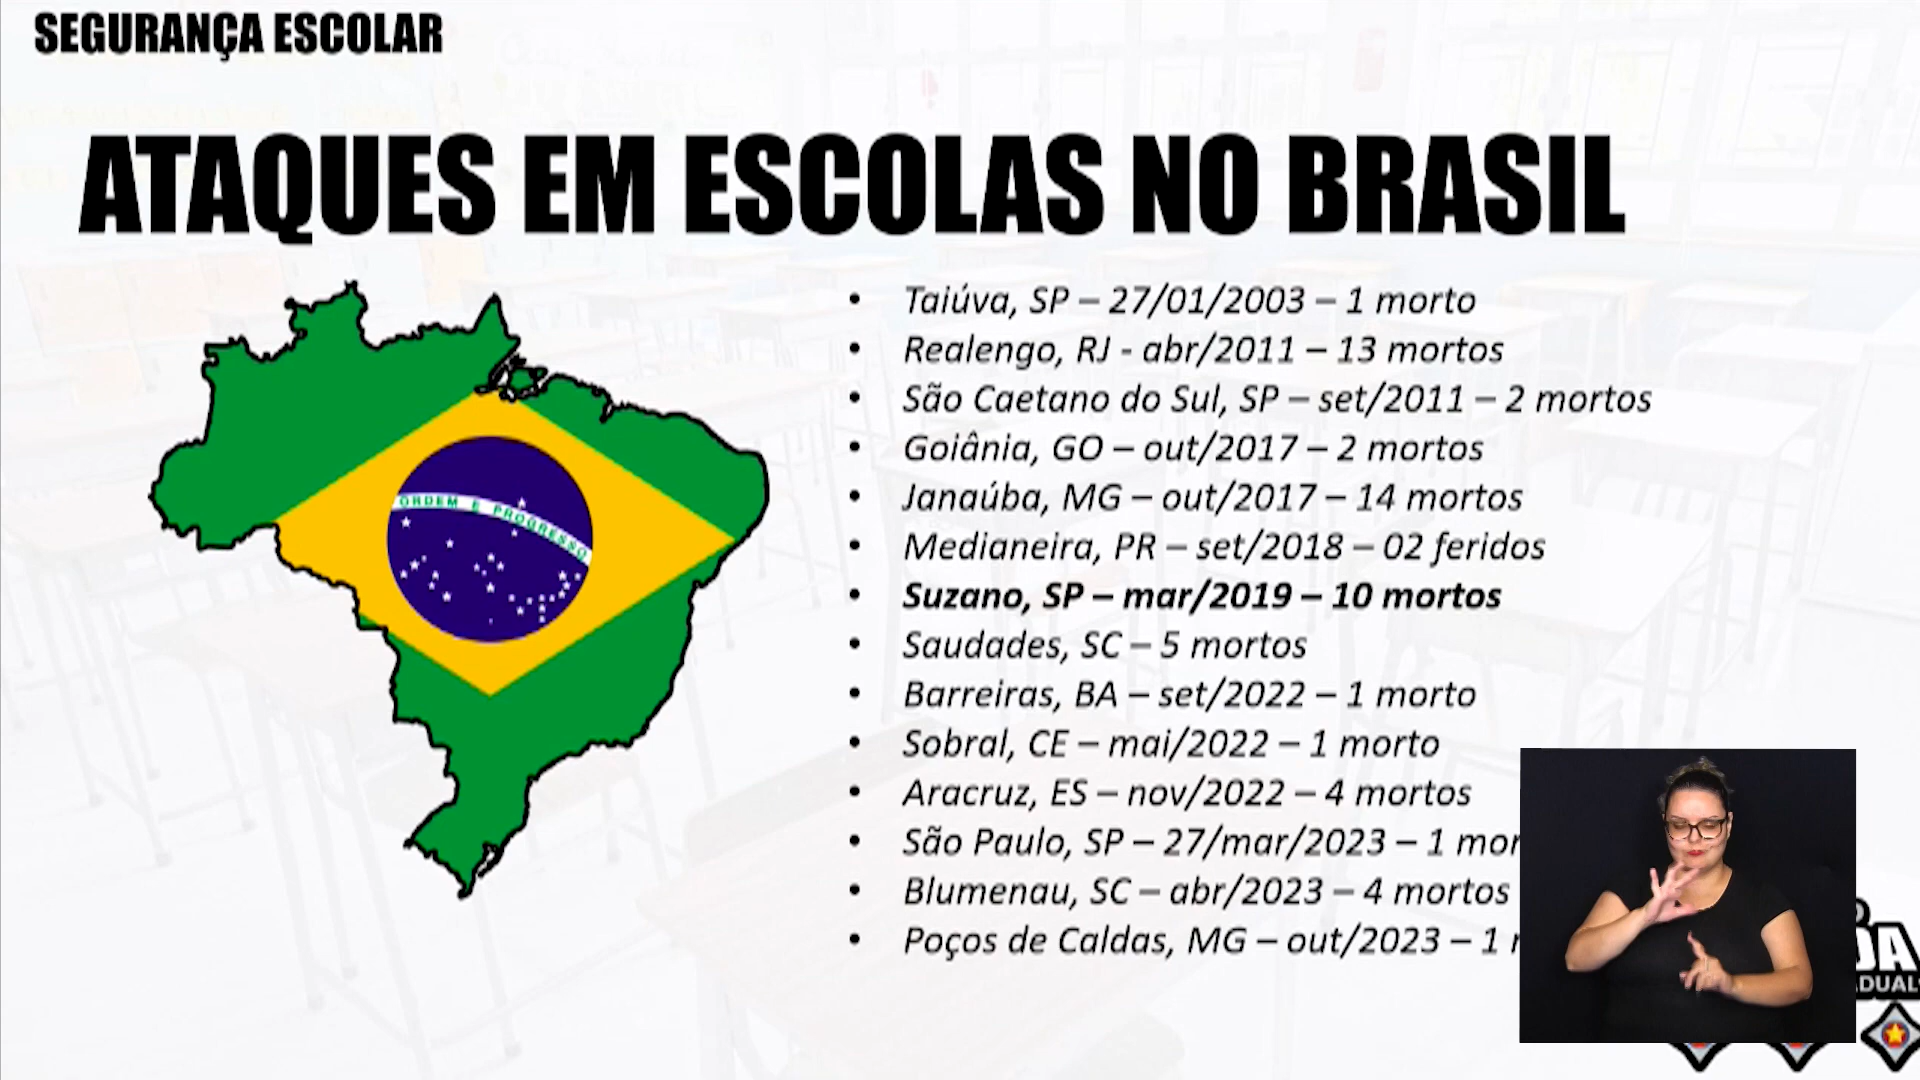 SEGURANÇA ESCOLAR
ATAQUES EM ESCOLAS NO BRASIL
ORDEM E PROGRESSO
• Taiúva, SP – 27/01/2003 – 1 morto
• Realengo, RJ - abr/2011 – 13 mortos
• São Caetano do Sul, SP – set/2011 – 2 mortos
• Goiânia, GO – out/2017 – 2 mortos
• Janaúba, MG – out/2017 – 14 mortos
• Medianeira, PR – set/2018 – 02 feridos
• Suzano, SP – mar/2019 – 10 mortos
• Saudades, SC – 5 mortos
• Barreiras, BA – set/2022 – 1 morto
• Sobral, CE – mai/2022 – 1 morto
• Aracruz, ES – nov/2022 – 4 mortos
• São Paulo, SP – 27/mar/2023 – 1
• Blumenau, SC – abr/2023 – 4 mortos
• Poços de Caldas, MG – out/2023 – 1